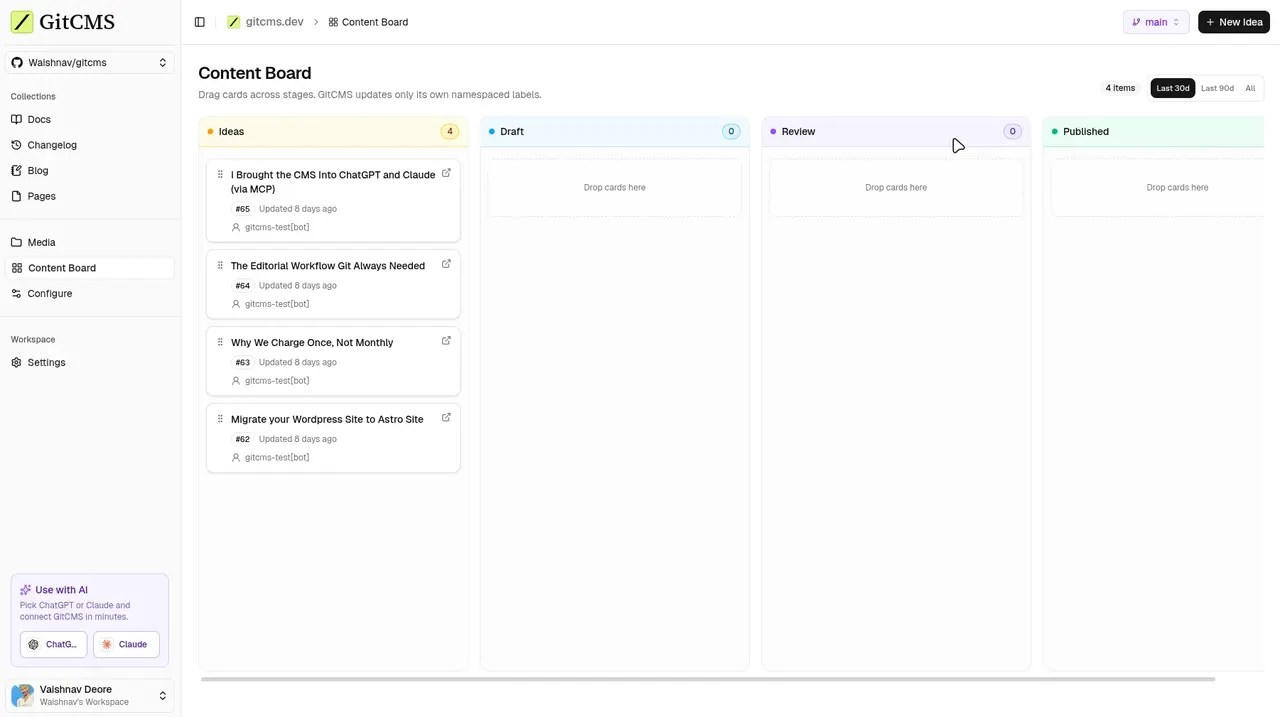 GitCMS
gitcms.dev
Content Board
main
New Idea
Waishnav/gitcms
Collections
Docs
Changelog
Blog
Pages
Media
Content Board
Configure
Workspace
Settings
Use with AI
Pick ChatGPT or Claude and
connect GitCMS in minutes.
ChatG...
Claude
Vaishnav Deore
Waishnav's Workspace
Content Board
Drag cards across stages. GitCMS updates only its own namespaced labels.
4 items
Last 30d
Last 90d
All
Ideas
4
I Brought the CMS Into ChatGPT and Claude
(via MCP)
#65 Updated 8 days ago
gitcms-test[bot]
The Editorial Workflow Git Always Needed
#64 Updated 8 days ago
gitcms-test[bot]
Why We Charge Once, Not Monthly
#63 Updated 8 days ago
gitcms-test[bot]
Migrate your Wordpress Site to Astro Site
#62 Updated 8 days ago
gitcms-test[bot]
Draft
0
Drop cards here
Review
0
Drop cards here
Published
Drop cards here